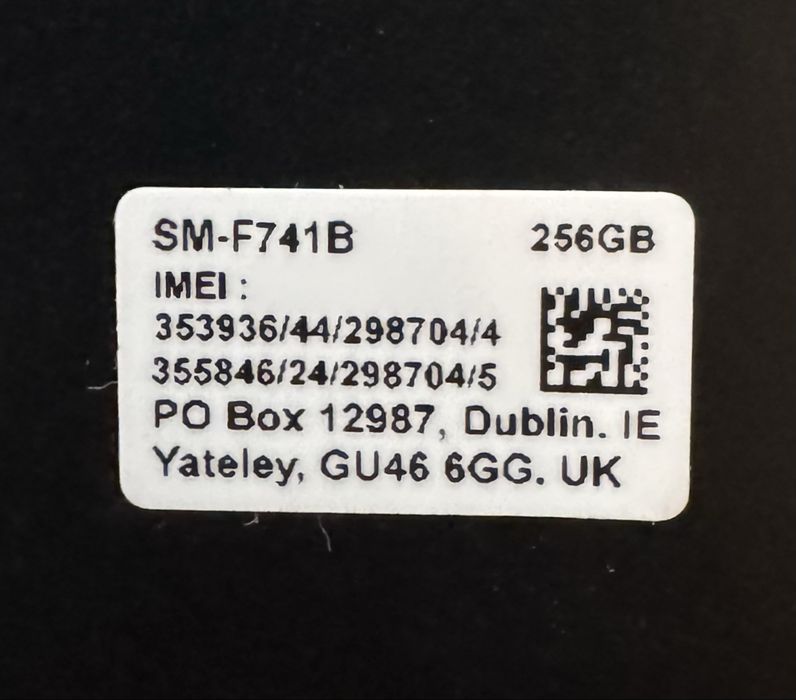 SM-F741B 256GB
IMEI :
353936/44/298704/4
355846/24/298704/5
PO Box 12987, Dublin. IE
Yateley, GU46 6GG. UK